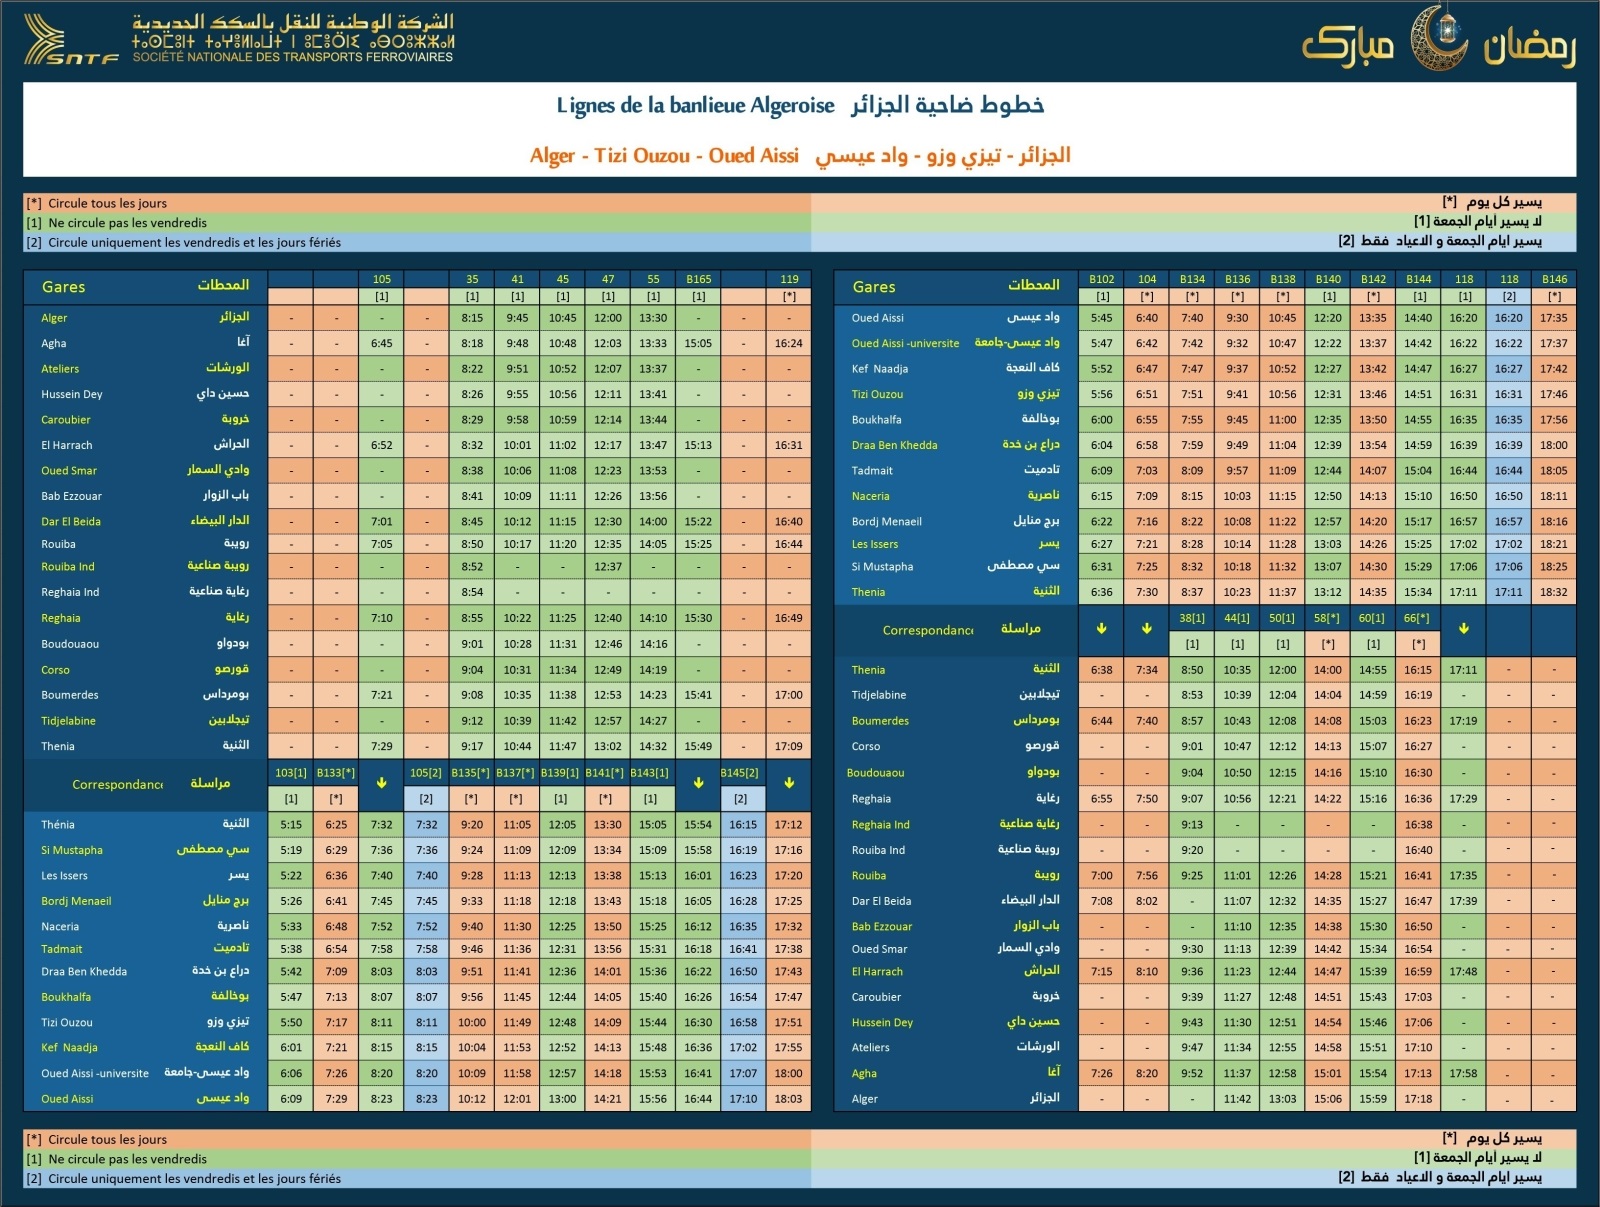 الشركة الوطنية للنقل بالسكك الحديدية
SNTF
SOCIÉTÉ NATIONALE DES TRANSPORTS FERROVIAIRES
رمضان مبارك
Lignes de la banlieue Algeroise خطوط ضاحية الجزائر
Alger - Tizi Ouzou - Oued Aissi الجزائر - تيزي وزو - واد عيسي
[*] Circule tous les jours يسير كل يوم [*]
[1] Ne circule pas les vendredis لا يسير أيام الجمعة [1]
[2] Circule uniquement les vendredis et les jours fériés يسير ايام الجمعة و الاعياد فقط [2]
Gares المحطات 105 35 41 45 47 55 B165 119
[1] [1] [1] [1] [1] [1] [1] [*]
Alger الجزائر - - - - 8:15 9:45 10:45 12:00 13:30 - - -
Agha آغا - - 6:45 - 8:18 9:48 10:48 12:03 13:33 15:05 - 16:24
Ateliers الورشات - - - - 8:22 9:51 10:52 12:07 13:37 - - -
Hussein Dey حسين داي - - - - 8:26 9:55 10:56 12:11 13:41 - - -
Caroubier خروبة - - - - 8:29 9:58 10:59 12:14 13:44 - - -
El Harrach الحراش - - 6:52 - 8:32 10:01 11:02 12:17 13:47 15:13 - 16:31
Oued Smar وادي السمار - - - - 8:38 10:06 11:08 12:23 13:53 - - -
Bab Ezzouar باب الزوار - - - - 8:41 10:09 11:11 12:26 13:56 - - -
Dar El Beida الدار البيضاء - - 7:01 - 8:45 10:12 11:15 12:30 14:00 15:22 - 16:40
Rouiba رويبة - - 7:05 - 8:50 10:17 11:20 12:35 14:05 15:25 - 16:44
Rouiba Ind رويبة صناعية - - - - 8:52 - - 12:37 - - - -
Reghaia Ind رغاية صناعية - - - - 8:54 - - - - - - -
Reghaia رغاية - - 7:10 - 8:55 10:22 11:25 12:40 14:10 15:30 - 16:49
Boudouaou بودواو - - - - 9:01 10:28 11:31 12:46 14:16 - - -
Corso قورصو - - - - 9:04 10:31 11:34 12:49 14:19 - - -
Boumerdes بومرداس - - 7:21 - 9:08 10:35 11:38 12:53 14:23 15:41 - 17:00
Tidjelabine تيجلابين - - - - 9:12 10:39 11:42 12:57 14:27 - - -
Thenia الثنية - - 7:29 - 9:17 10:44 11:47 13:02 14:32 15:49 - 17:09
103[1] B133[*] 105[2] B135[*] B137[*] B139[1] B141[*] B143[1] B145[2]
Correspondance مراسلة
[1] [*] [2] [*] [*] [1] [*] [1] [2]
Thénia الثنية 5:15 6:25 7:32 7:32 9:20 11:05 12:05 13:30 15:05 15:54 16:15 17:12
Si Mustapha سي مصطفى 5:19 6:29 7:36 7:36 9:24 11:09 12:09 13:34 15:09 15:58 16:19 17:16
Les Issers يسر 5:22 6:36 7:40 7:40 9:28 11:13 12:13 13:38 15:13 16:01 16:23 17:20
Bordj Menaeil برج منايل 5:26 6:41 7:45 7:45 9:33 11:18 12:18 13:43 15:18 16:05 16:28 17:25
Naceria ناصرية 5:33 6:48 7:52 7:52 9:40 11:30 12:25 13:50 15:25 16:12 16:35 17:32
Tadmait تادميت 5:38 6:54 7:58 7:58 9:46 11:36 12:31 13:56 15:31 16:18 16:41 17:38
Draa Ben Khedda دراع بن خدة 5:42 7:09 8:03 8:03 9:51 11:41 12:36 14:01 15:36 16:22 16:50 17:43
Boukhalfa بوخالفة 5:47 7:13 8:07 8:07 9:56 11:45 12:44 14:05 15:40 16:26 16:54 17:47
Tizi Ouzou تيزي وزو 5:50 7:17 8:11 8:11 10:00 11:49 12:48 14:09 15:44 16:30 16:58 17:51
Kef Naadja كاف النعجة 6:01 7:21 8:15 8:15 10:04 11:53 12:52 14:13 15:48 16:36 17:02 17:55
Oued Aissi -universite واد عيسى-جامعة 6:06 7:26 8:20 8:20 10:09 11:58 12:57 14:18 15:53 16:41 17:07 18:00
Oued Aissi واد عيسى 6:09 7:29 8:23 8:23 10:12 12:01 13:00 14:21 15:56 16:44 17:10 18:03
Gares المحطات B102 104 B134 B136 B138 B140 B142 B144 118 118 B146
[1] [*] [*] [*] [*] [1] [*] [1] [1] [2] [*]
Oued Aissi واد عيسى 5:45 6:40 7:40 9:30 10:45 12:20 13:35 14:40 16:20 16:20 17:35
Oued Aissi -universite واد عيسى-جامعة 5:47 6:42 7:42 9:32 10:47 12:22 13:37 14:42 16:22 16:22 17:37
Kef Naadja كاف النعجة 5:52 6:47 7:47 9:37 10:52 12:27 13:42 14:47 16:27 16:27 17:42
Tizi Ouzou تيزي وزو 5:56 6:51 7:51 9:41 10:56 12:31 13:46 14:51 16:31 16:31 17:46
Boukhalfa بوخالفة 6:00 6:55 7:55 9:45 11:00 12:35 13:50 14:55 16:35 16:35 17:56
Draa Ben Khedda دراع بن خدة 6:04 6:58 7:59 9:49 11:04 12:39 13:54 14:59 16:39 16:39 18:00
Tadmait تادميت 6:09 7:03 8:09 9:57 11:09 12:44 14:07 15:04 16:44 16:44 18:05
Naceria ناصرية 6:15 7:09 8:15 10:03 11:15 12:50 14:13 15:10 16:50 16:50 18:11
Bordj Menaeil برج منايل 6:22 7:16 8:22 10:08 11:22 12:57 14:20 15:17 16:57 16:57 18:16
Les Issers يسر 6:27 7:21 8:28 10:14 11:28 13:03 14:26 15:25 17:02 17:02 18:21
Si Mustapha سي مصطفى 6:31 7:25 8:32 10:18 11:32 13:07 14:30 15:29 17:06 17:06 18:25
Thenia الثنية 6:36 7:30 8:37 10:23 11:37 13:12 14:35 15:34 17:11 17:11 18:32
38[1] 44[1] 50[1] 58[*] 60[1] 66[*]
Correspondance مراسلة
[1] [1] [1] [*] [1] [*]
Thenia الثنية 6:38 7:34 8:50 10:35 12:00 14:00 14:55 16:15 17:11 - -
Tidjelabine تيجلابين - - 8:53 10:39 12:04 14:04 14:59 16:19 - - -
Boumerdes بومرداس 6:44 7:40 8:57 10:43 12:08 14:08 15:03 16:23 17:19 - -
Corso قورصو - - 9:01 10:47 12:12 14:13 15:07 16:27 - - -
Boudouaou بودواو - - 9:04 10:50 12:15 14:16 15:10 16:30 - - -
Reghaia رغاية 6:55 7:50 9:07 10:56 12:21 14:22 15:16 16:36 17:29 - -
Reghaia Ind رغاية صناعية - - 9:13 - - - - 16:38 - - -
Rouiba Ind رويبة صناعية - - 9:20 - - - - 16:40 - - -
Rouiba رويبة 7:00 7:56 9:25 11:01 12:26 14:28 15:21 16:41 17:35 - -
Dar El Beida الدار البيضاء 7:08 8:02 - 11:07 12:32 14:35 15:27 16:47 17:39 - -
Bab Ezzouar باب الزوار - - - 11:10 12:35 14:38 15:30 16:50 - - -
Oued Smar وادي السمار - - 9:30 11:13 12:39 14:42 15:34 16:54 - - -
El Harrach الحراش 7:15 8:10 9:36 11:23 12:44 14:47 15:39 16:59 17:48 - -
Caroubier خروبة - - 9:39 11:27 12:48 14:51 15:43 17:03 - - -
Hussein Dey حسين داي - - 9:43 11:30 12:51 14:54 15:46 17:06 - - -
Ateliers الورشات - - 9:47 11:34 12:55 14:58 15:51 17:10 - - -
Agha آغا 7:26 8:20 9:52 11:37 12:58 15:01 15:54 17:13 17:58 - -
Alger الجزائر - - - 11:42 13:03 15:06 15:59 17:18 - - -
[*] Circule tous les jours يسير كل يوم [*]
[1] Ne circule pas les vendredis لا يسير أيام الجمعة [1]
[2] Circule uniquement les vendredis et les jours fériés يسير ايام الجمعة و الاعياد فقط [2]